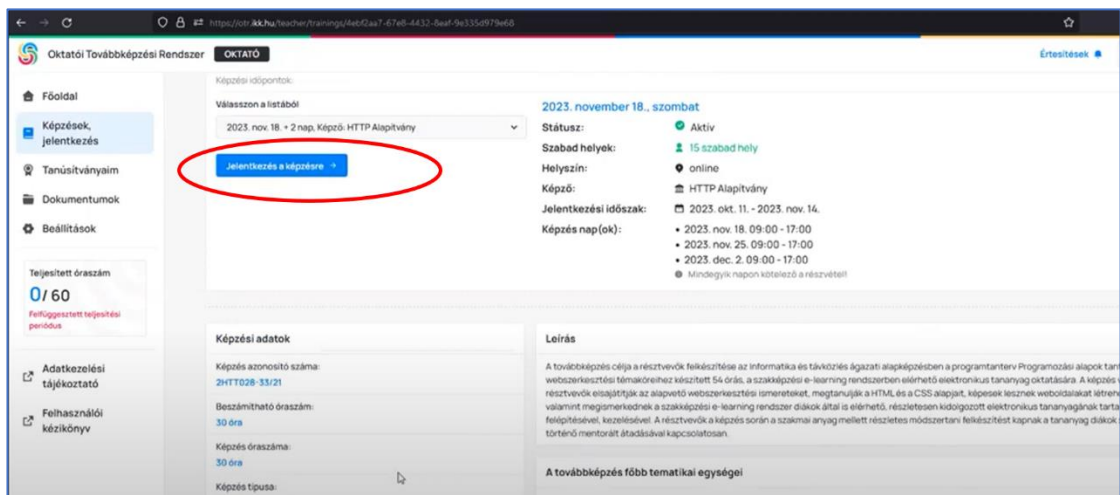 https://otr.ikk.hu/teacher/trainings/4ebf2aa7-67e8-4432-8eaf-9e335d979e68
Oktatói Továbbképzési Rendszer OKTATÓ
Értesítések
Főoldal
Képzések,
jelentkezés
Tanúsítványaim
Dokumentumok
Beállítások
Teljesített óraszám
0/ 60
Felfüggesztett teljesítési
periódus
Adatkezelési
tájékoztató
Felhasználói
kézikönyv
Képzési időpontok:
Válasszon a listából
2023. nov. 18. + 2 nap, Képző: HTTP Alapítvány
Jelentkezés a képzésre →
2023. november 18., szombat
Státusz: Aktív
Szabad helyek: 15 szabad hely
Helyszín: online
Képző: HTTP Alapítvány
Jelentkezési időszak: 2023. okt. 11. - 2023. nov. 14.
Képzés nap(ok): • 2023. nov. 18. 09:00 - 17:00
• 2023. nov. 25. 09:00 - 17:00
• 2023. dec. 2. 09:00 - 17:00
Mindegyik napon kötelező a részvétel!
Képzési adatok
Képzés azonosító száma:
2HTT028-33/21
Beszámítható óraszám:
30 óra
Képzés óraszáma:
30 óra
Képzés típusa:
Leírás
A továbbképzés célja a résztvevők felkészítése az informatika és távközlés ágazati alapképzésben a programtanterv Programozási alapok
webszerkesztési témaköreihez készített 54 órás, a szakképzési e-learning rendszerben elérhető elektronikus tananyag oktatására. A képzés
résztvevők elsajátítják az alapvető webszerkesztési ismereteket, megtanulják a HTML és a CSS alapjait, képesek lesznek weboldalakat
valamint megismerkednek a szakképzési e-learning rendszer diákok által is elérhető, részletesen kidolgozott elektronikus tananyagának
felépítésével, kezelésével. A résztvevők a képzés során a szakmai anyag mellett részletes módszertani felkészítést kapnak a tananyag diákok
történő mentorált átadásával kapcsolatosan.
A továbbképzés főbb tematikai egységei